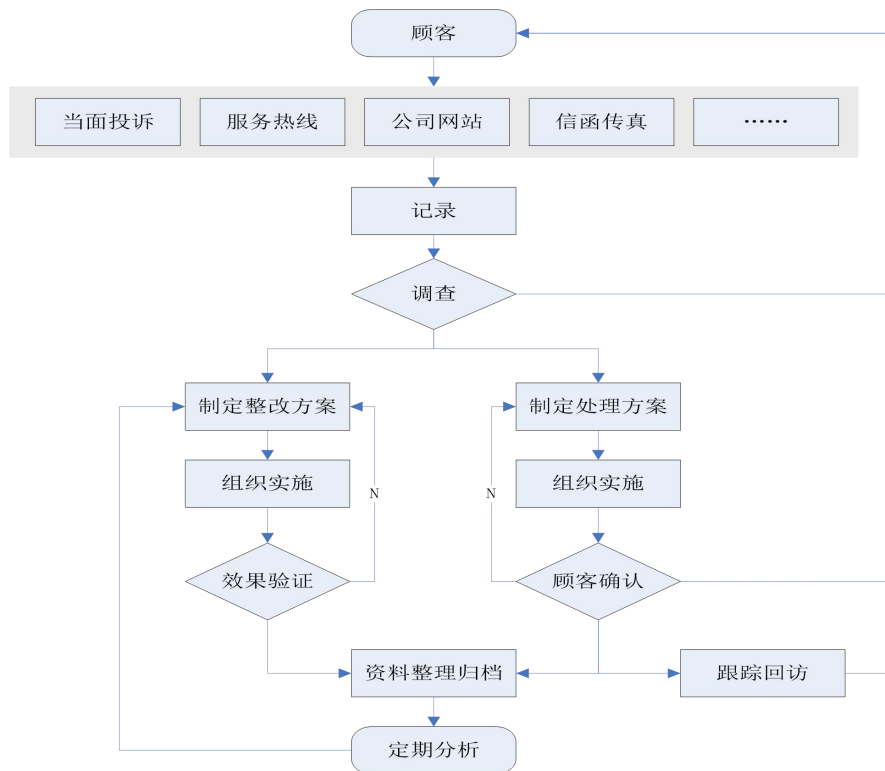 顾客
当面投诉 服务热线 公司网站 信函传真 ……
记录
调查
制定整改方案 制定处理方案
组织实施 组织实施
N N
效果验证 顾客确认
资料整理归档 跟踪回访
定期分析